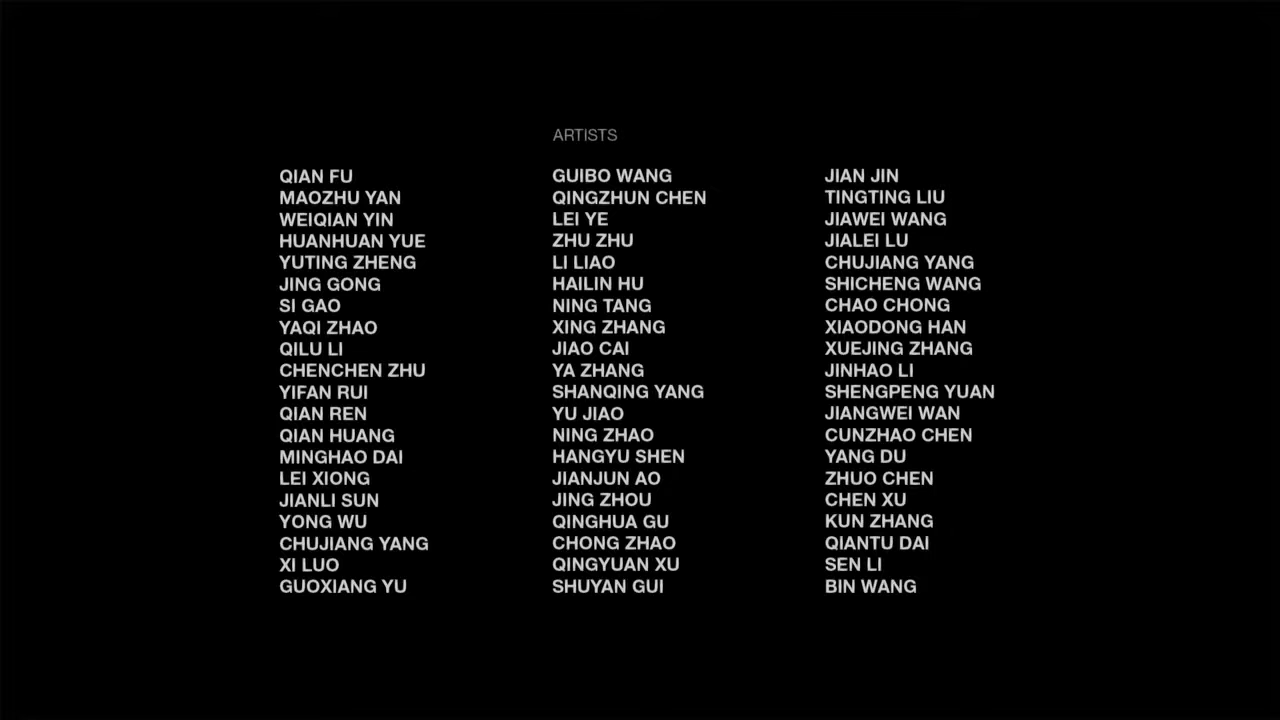 ARTISTS
QIAN FU
MAOZHU YAN
WEIQIAN YIN
HUANHUAN YUE
YUTING ZHENG
JING GONG
SI GAO
YAQI ZHAO
QILU LI
CHENCHEN ZHU
YIFAN RUI
QIAN REN
QIAN HUANG
MINGHAO DAI
LEI XIONG
JIANLI SUN
YONG WU
CHUJIANG YANG
XI LUO
GUOXIANG YU
GUIBO WANG
QINGZHUN CHEN
LEI YE
ZHU ZHU
LI LIAO
HAILIN HU
NING TANG
XING ZHANG
JIAO CAI
YA ZHANG
SHANQING YANG
YU JIAO
NING ZHAO
HANGYU SHEN
JIANJUN AO
JING ZHOU
QINGHUA GU
CHONG ZHAO
QINGYUAN XU
SHUYAN GUI
JIAN JIN
TINGTING LIU
JIAWEI WANG
JIALEI LU
CHUJIANG YANG
SHICHENG WANG
CHAO CHONG
XIAODONG HAN
XUEJING ZHANG
JINHAO LI
SHENGPENG YUAN
JIANGWEI WAN
CUNZHAO CHEN
YANG DU
ZHUO CHEN
CHEN XU
KUN ZHANG
QIANTU DAI
SEN LI
BIN WANG